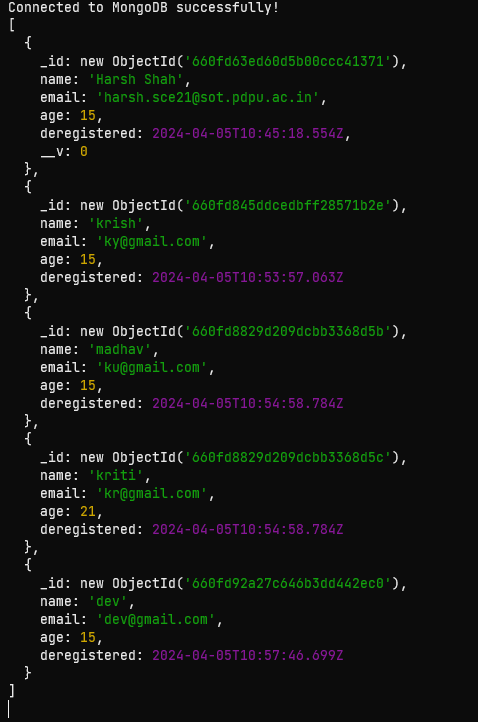 Connected to MongoDB successfully!
[
  {
    _id: new ObjectId('660fd63ed60d5b00ccc41371'),
    name: 'Harsh Shah',
    email: 'harsh.sce21@sot.pdpu.ac.in',
    age: 15,
    deregistered: 2024-04-05T10:45:18.554Z,
    __v: 0
  },
  {
    _id: new ObjectId('660fd845ddcedbff28571b2e'),
    name: 'krish',
    email: 'ky@gmail.com',
    age: 15,
    deregistered: 2024-04-05T10:53:57.063Z
  },
  {
    _id: new ObjectId('660fd8829d209dcbb3368d5b'),
    name: 'madhav',
    email: 'ku@gmail.com',
    age: 15,
    deregistered: 2024-04-05T10:54:58.784Z
  },
  {
    _id: new ObjectId('660fd8829d209dcbb3368d5c'),
    name: 'kriti',
    email: 'kr@gmail.com',
    age: 21,
    deregistered: 2024-04-05T10:54:58.784Z
  },
  {
    _id: new ObjectId('660fd92a27c646b3dd442ec0'),
    name: 'dev',
    email: 'dev@gmail.com',
    age: 15,
    deregistered: 2024-04-05T10:57:46.699Z
  }
]